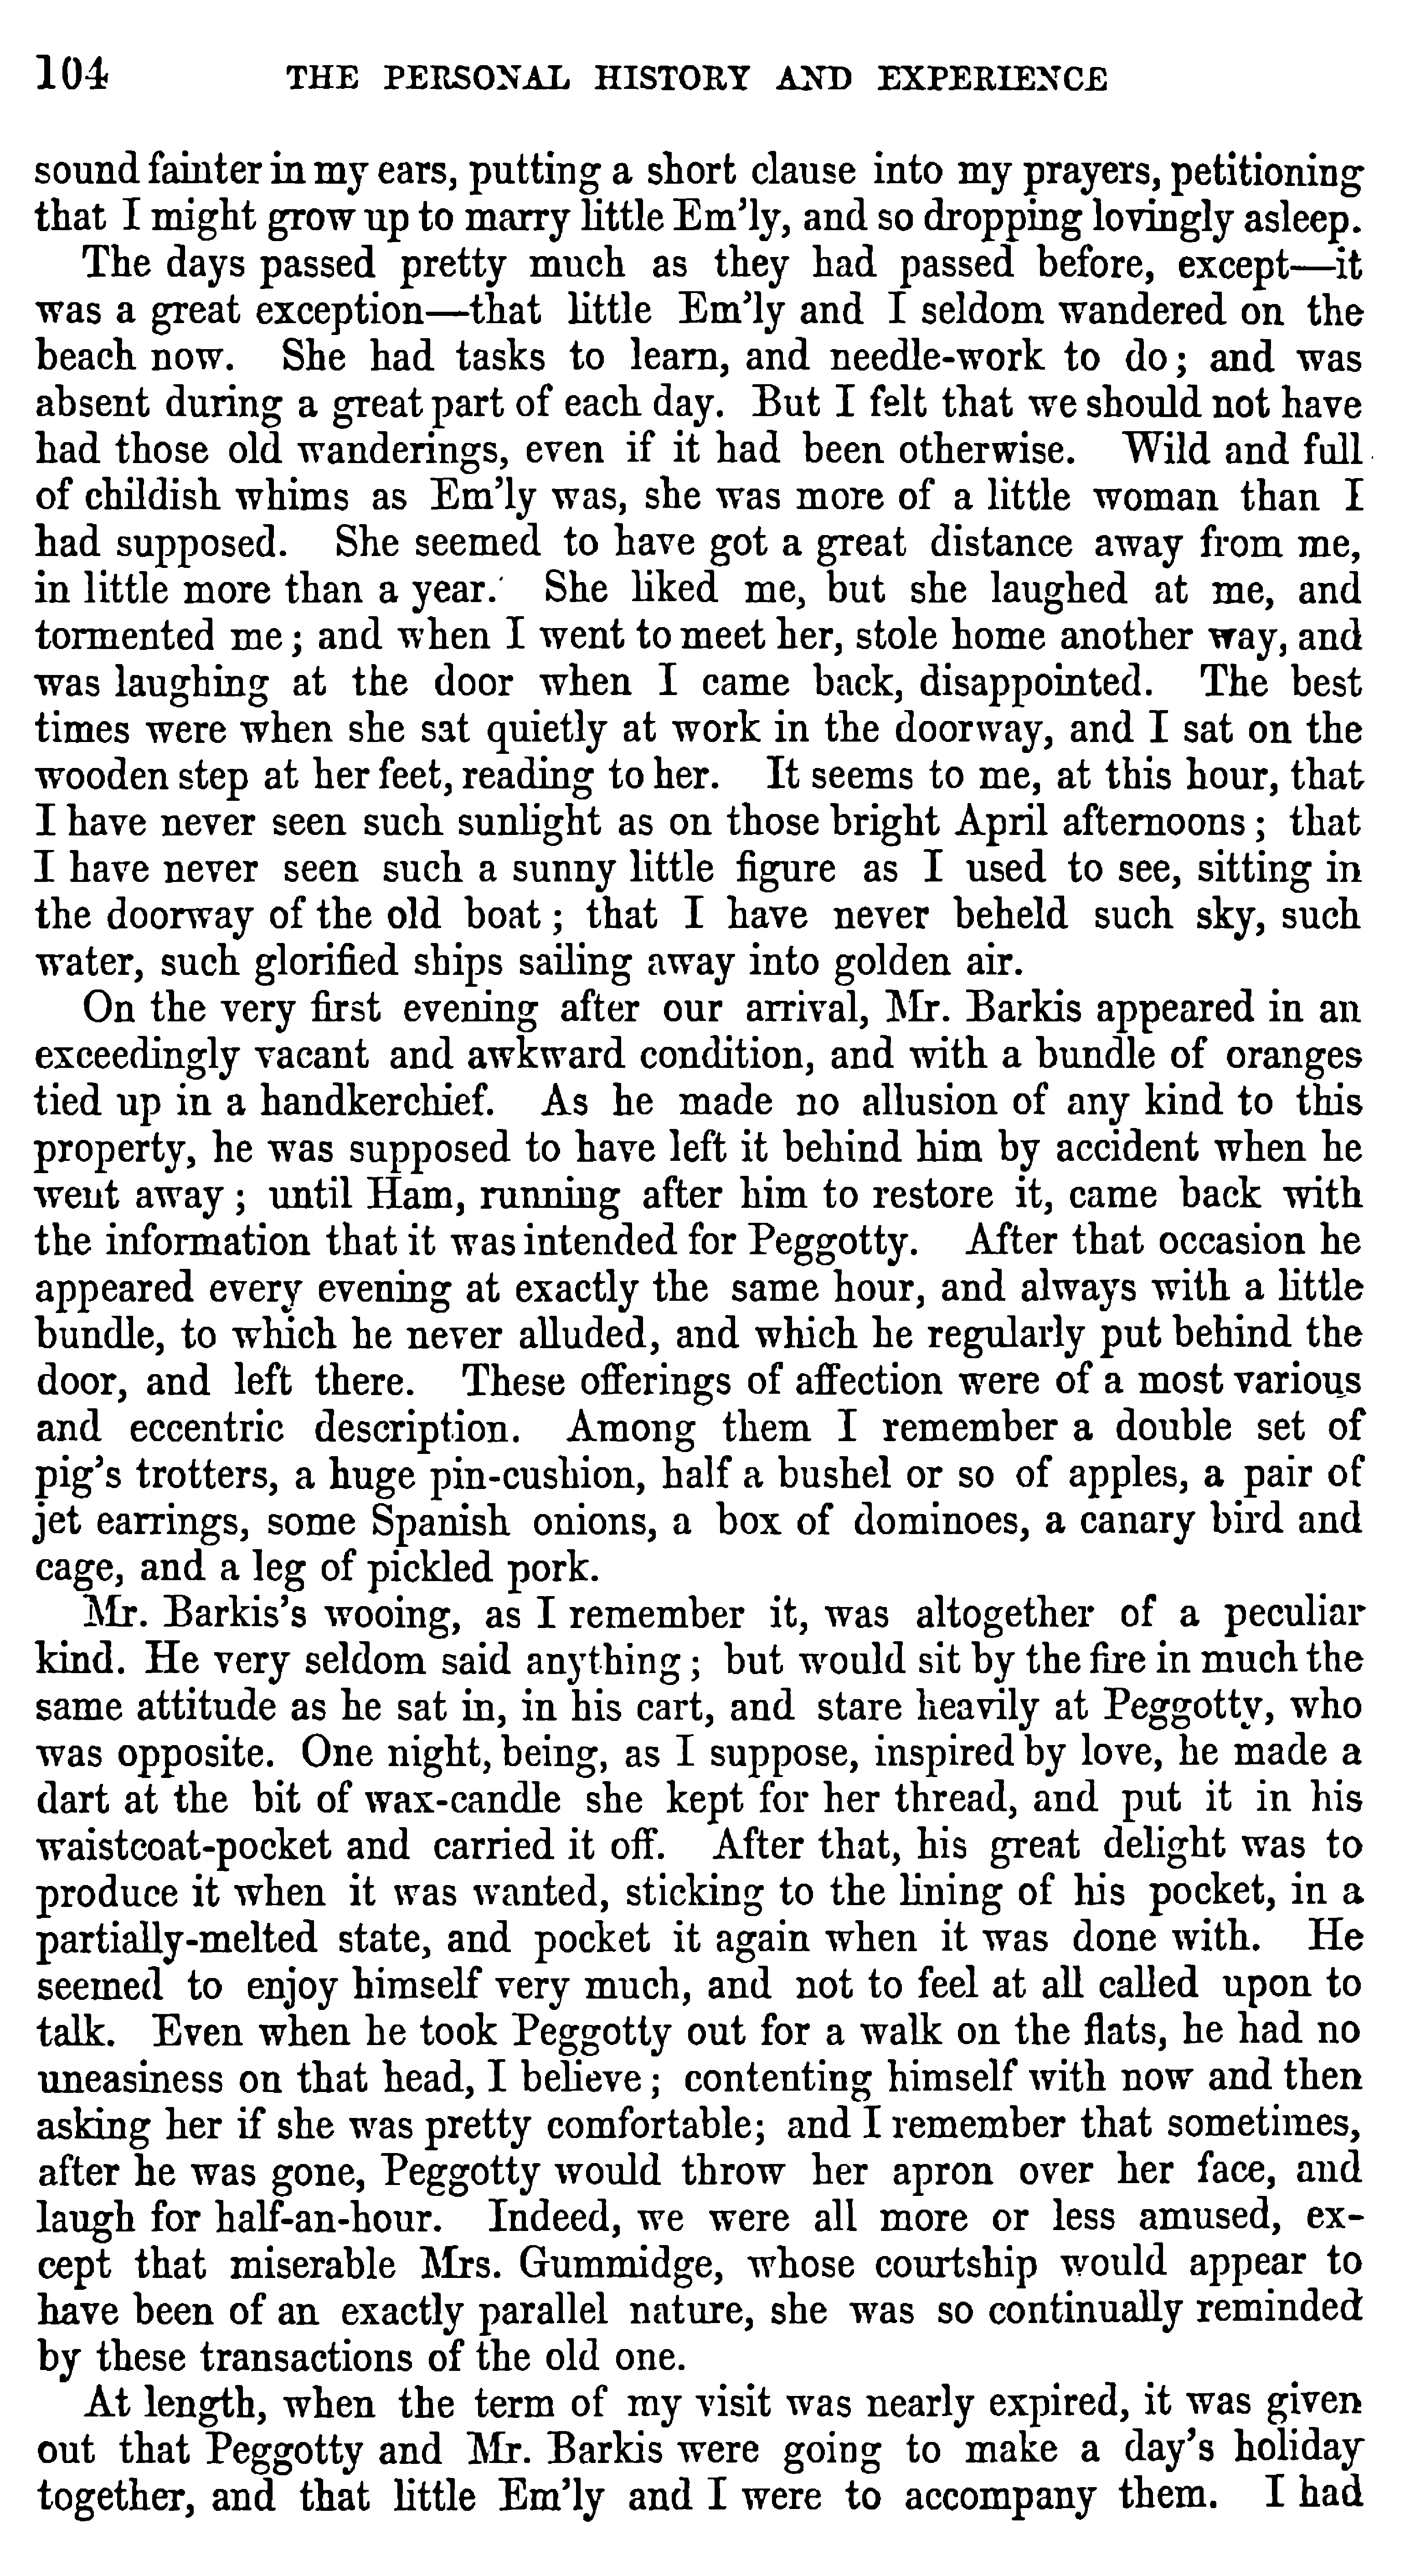 104 THE PERSONAL HISTORY AND EXPERIENCE
sound fainter in my ears, putting a short clause into my prayers, petitioning
that I might grow up to marry little Em'ly, and so dropping lovingly asleep.
The days passed pretty much as they had passed before, except—it
was a great exception—that little Em'ly and I seldom wandered on the
beach now. She had tasks to learn, and needle-work to do; and was
absent during a great part of each day. But I felt that we should not have
had those old wanderings, even if it had been otherwise. Wild and full
of childish whims as Em'ly was, she was more of a little woman than I
had supposed. She seemed to have got a great distance away from me,
in little more than a year. She liked me, but she laughed at me, and
tormented me; and when I went to meet her, stole home another way, and
was laughing at the door when I came back, disappointed. The best
times were when she sat quietly at work in the doorway, and I sat on the
wooden step at her feet, reading to her. It seems to me, at this hour, that
I have never seen such sunlight as on those bright April afternoons; that
I have never seen such a sunny little figure as I used to see, sitting in
the doorway of the old boat; that I have never beheld such sky, such
water, such glorified ships sailing away into golden air.
On the very first evening after our arrival, Mr. Barkis appeared in an
exceedingly vacant and awkward condition, and with a bundle of oranges
tied up in a handkerchief. As he made no allusion of any kind to this
property, he was supposed to have left it behind him by accident when he
went away; until Ham, running after him to restore it, came back with
the information that it was intended for Peggotty. After that occasion he
appeared every evening at exactly the same hour, and always with a little
bundle, to which he never alluded, and which he regularly put behind the
door, and left there. These offerings of affection were of a most various
and eccentric description. Among them I remember a double set of
pig's trotters, a huge pin-cushion, half a bushel or so of apples, a pair of
jet earrings, some Spanish onions, a box of dominoes, a canary bird and
cage, and a leg of pickled pork.
Mr. Barkis's wooing, as I remember it, was altogether of a peculiar
kind. He very seldom said anything; but would sit by the fire in much the
same attitude as he sat in, in his cart, and stare heavily at Peggotty, who
was opposite. One night, being, as I suppose, inspired by love, he made a
dart at the bit of wax-candle she kept for her thread, and put it in his
waistcoat-pocket and carried it off. After that, his great delight was to
produce it when it was wanted, sticking to the lining of his pocket, in a
partially-melted state, and pocket it again when it was done with. He
seemed to enjoy himself very much, and not to feel at all called upon to
talk. Even when he took Peggotty out for a walk on the flats, he had no
uneasiness on that head, I believe; contenting himself with now and then
asking her if she was pretty comfortable; and I remember that sometimes,
after he was gone, Peggotty would throw her apron over her face, and
laugh for half-an-hour. Indeed, we were all more or less amused, ex-
cept that miserable Mrs. Gummidge, whose courtship would appear to
have been of an exactly parallel nature, she was so continually reminded
by these transactions of the old one.
At length, when the term of my visit was nearly expired, it was given
out that Peggotty and Mr. Barkis were going to make a day's holiday
together, and that little Em'ly and I were to accompany them. I had